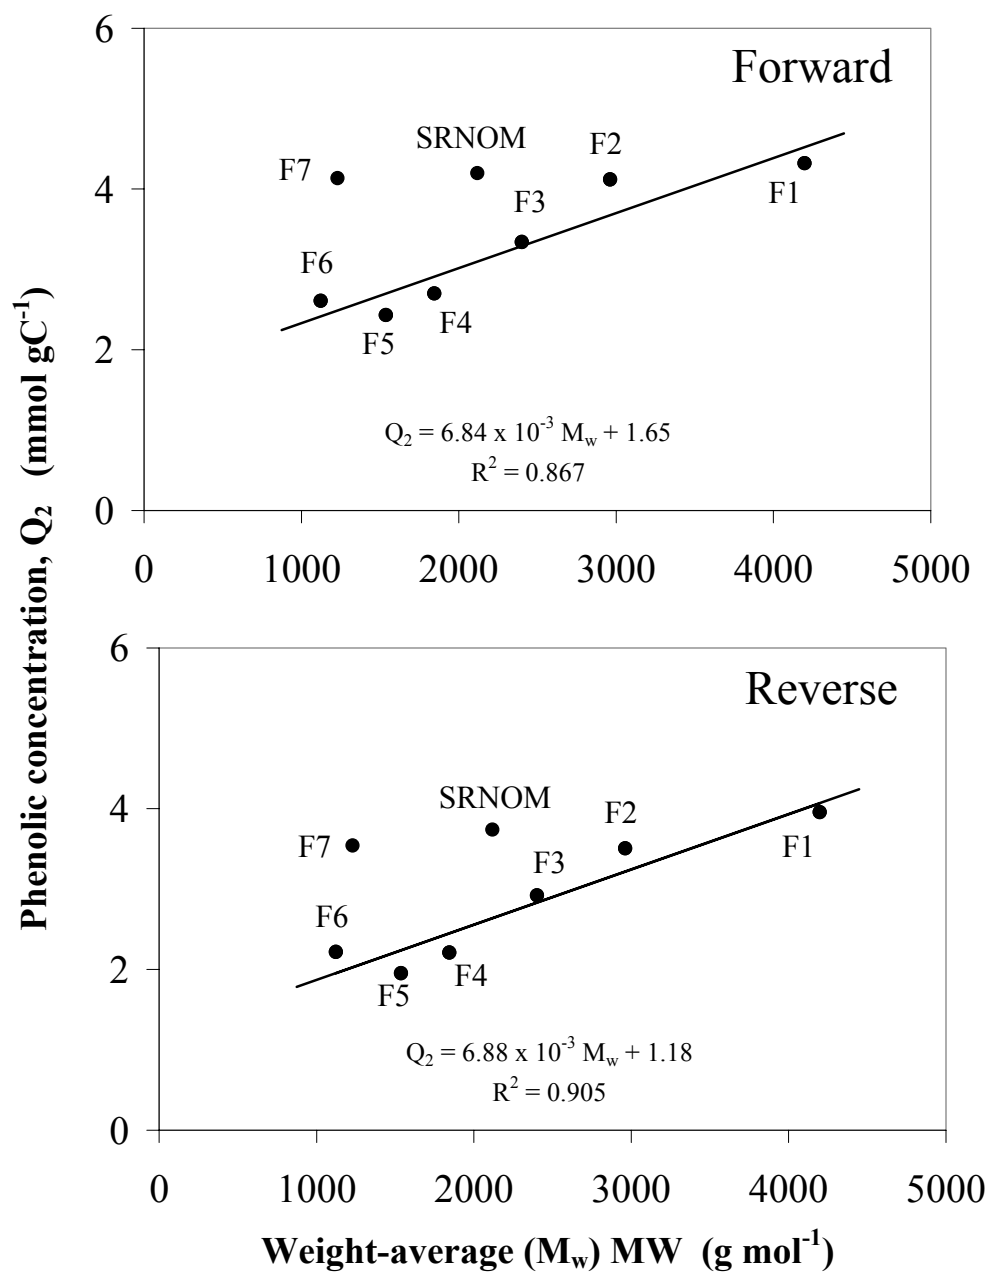 Phenolic concentration, Q₂ (mmol gC⁻¹)
6
Forward
SRNOM
F2
F7
4
F1
F3
F6
F4
F5
2
Q₂ = 6.84 x 10⁻³ M_w + 1.65
R² = 0.867
0
0 1000 2000 3000 4000 5000
6
Reverse
SRNOM
F2
4
F7
F1
F3
F6
2
F4
F5
Q₂ = 6.88 x 10⁻³ M_w + 1.18
R² = 0.905
0
0 1000 2000 3000 4000 5000
Weight-average (M_w) MW (g mol⁻¹)